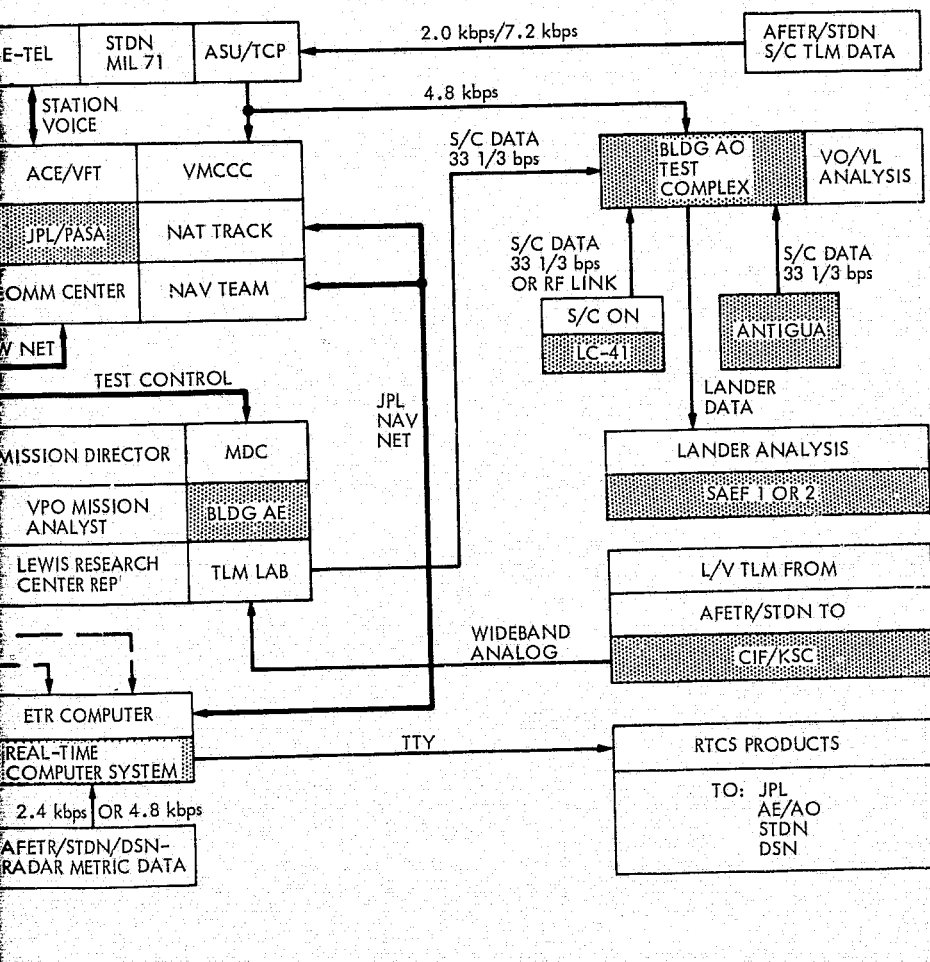 E-TEL
STDN
MIL 71
ASU/TCP
2.0 kbps/7.2 kbps
AFETR/STDN
S/C TLM DATA
STATION
VOICE
4.8 kbps
S/C DATA
33 1/3 bps
ACE/VFT
VMCCC
JPL/PASA
NAT TRACK
OMM CENTER
NAV TEAM
BLDG AO
TEST
COMPLEX
VO/VL
ANALYSIS
S/C DATA
33 1/3 bps
OR RF LINK
S/C ON
LC-41
S/C DATA
33 1/3 bps
ANTIGUA
W NET
TEST CONTROL
JPL
NAV
NET
LANDER
DATA
MISSION DIRECTOR
MDC
VPO MISSION
ANALYST
BLDG AE
LEWIS RESEARCH
CENTER REP'
TLM LAB
LANDER ANALYSIS
SAEF 1 OR 2
L/V TLM FROM
AFETR/STDN TO
CIF/KSC
WIDEBAND
ANALOG
ETR COMPUTER
REAL-TIME
COMPUTER SYSTEM
TTY
RTCS PRODUCTS
TO: JPL
AE/AO
STDN
DSN
2.4 kbps OR 4.8 kbps
AFETR/STDN/DSN-
RADAR METRIC DATA